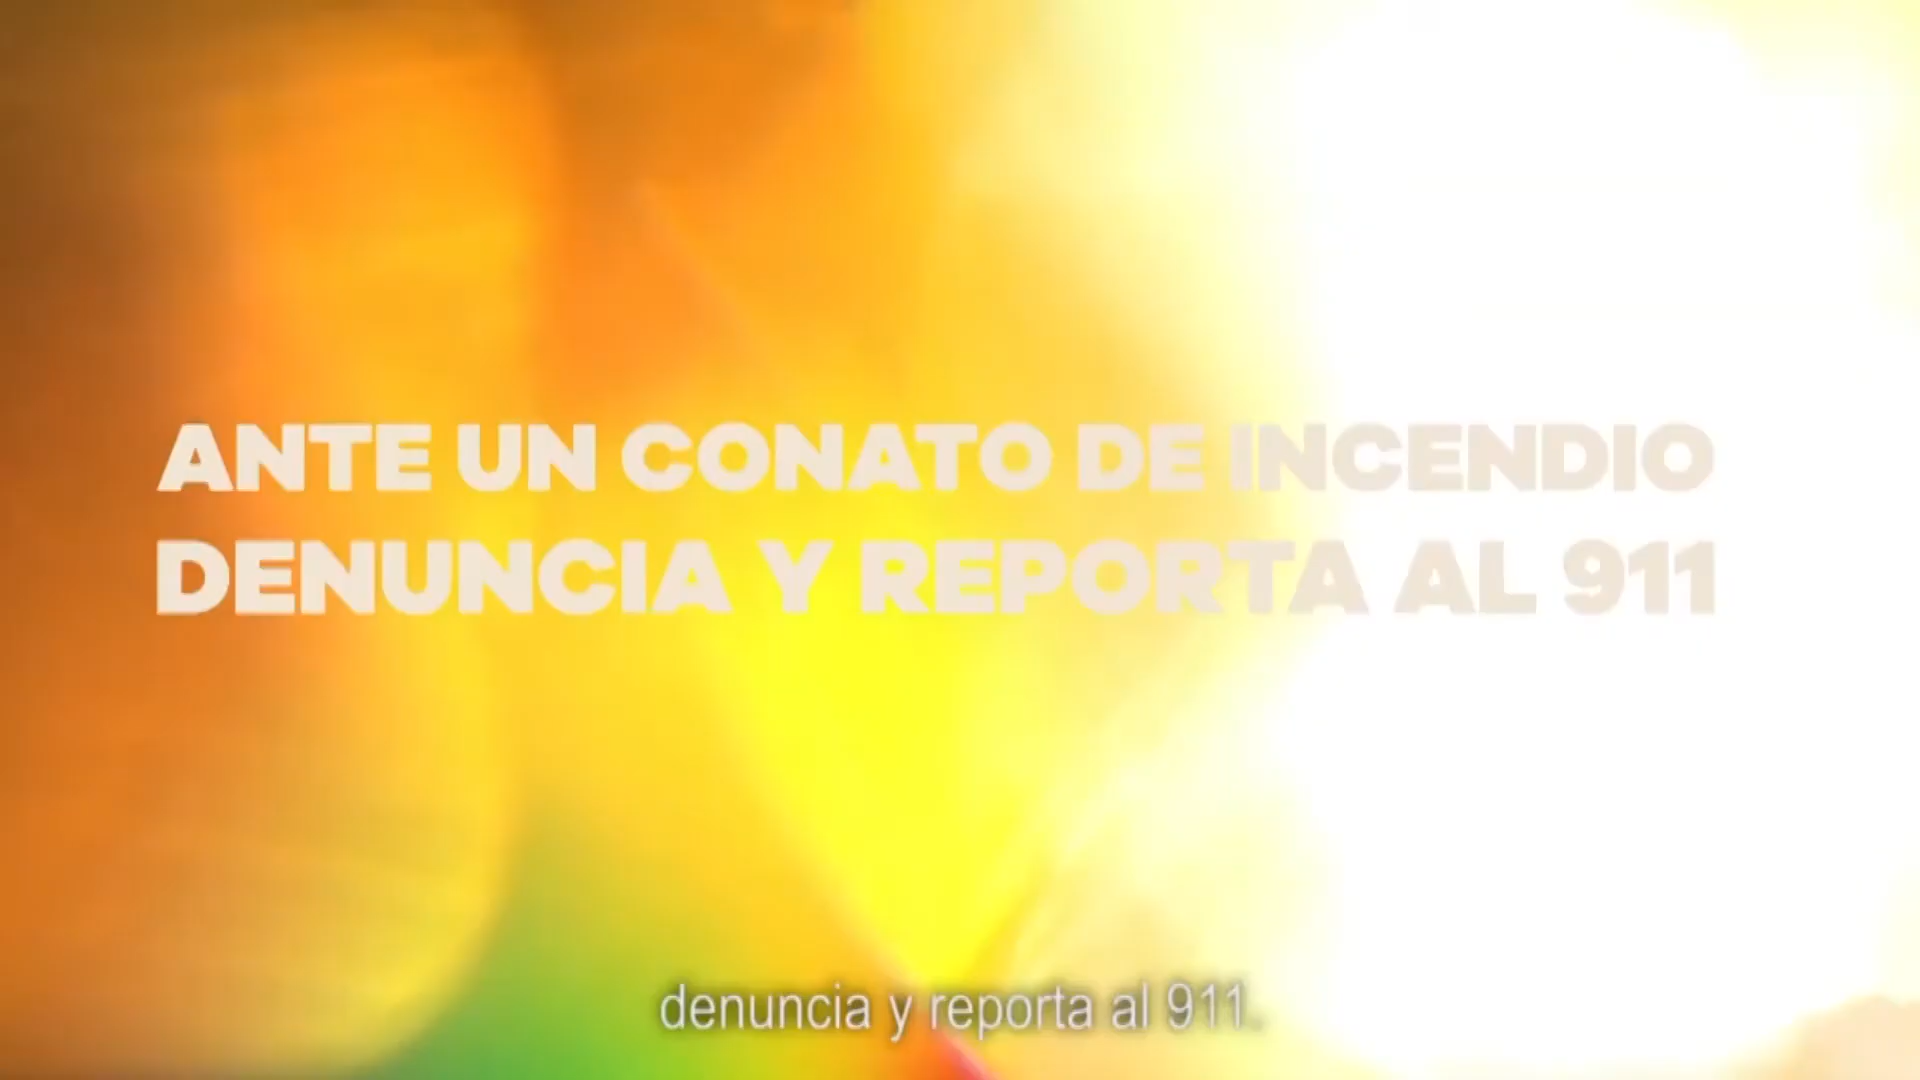 ANTE UN CONATO DE INCENDIO
DENUNCIA Y REPORTA AL 911
denuncia y reporta al 911.